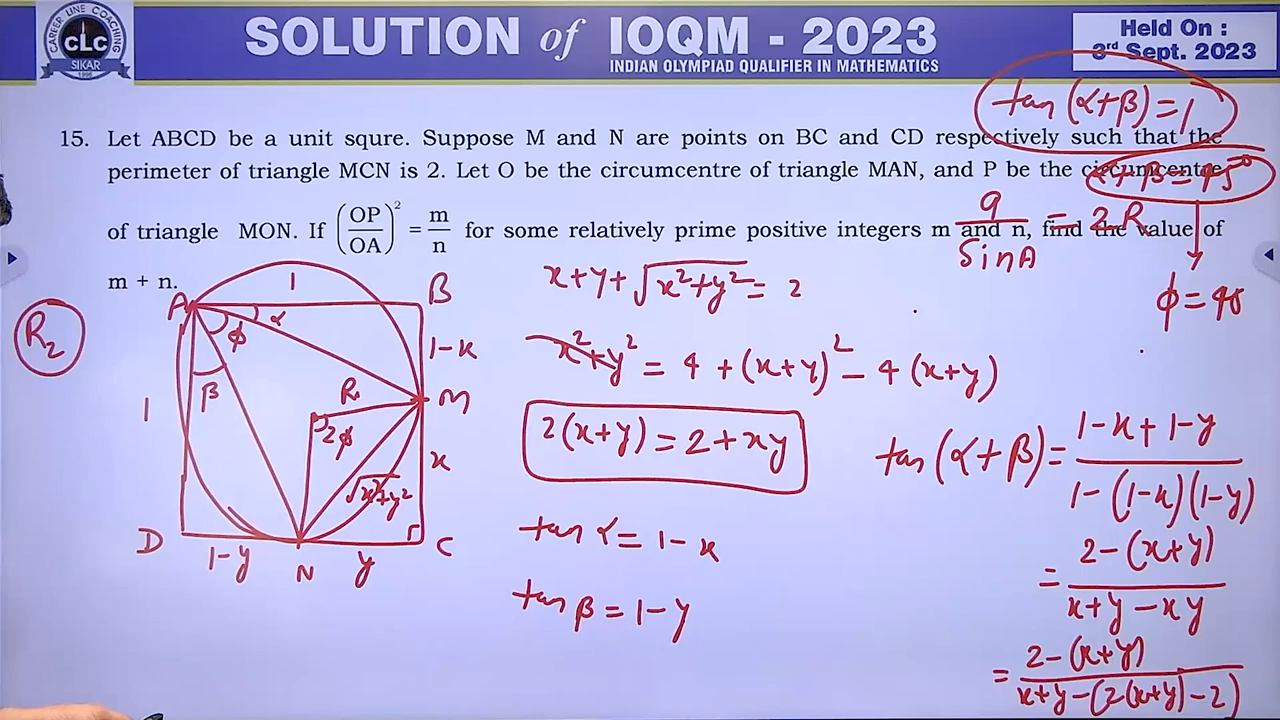 CAREER LINE COACHING
CLC
SIKAR
1996
SOLUTION of IOQM - 2023
INDIAN OLYMPIAD QUALIFIER IN MATHEMATICS
Held On :
3rd Sept. 2023
tan (α+β) = 1
15. Let ABCD be a unit squre. Suppose M and N are points on BC and CD respectively such that the
perimeter of triangle MCN is 2. Let O be the circumcentre of triangle MAN, and P be the circumcentre
of triangle MON. If (OP/OA)² = m/n for some relatively prime positive integers m and n, find the value of
m + n.
α+β = 45°
a/Sin A = 2R
φ = 45
R₂
A
1
B
α
φ
β
1-x
1
R₁
M
2φ
x
√x²+y²
D
1-y
N
y
C
x+y+√x²+y² = 2
x²+y² = 4 + (x+y)² - 4 (x+y)
2(x+y) = 2+xy
tan α = 1-x
tan β = 1-y
tan (α+β) = 1-x+1-y / 1-(1-x)(1-y)
= 2-(x+y) / x+y-xy
= 2-(x+y) / x+y-(2(x+y)-2)